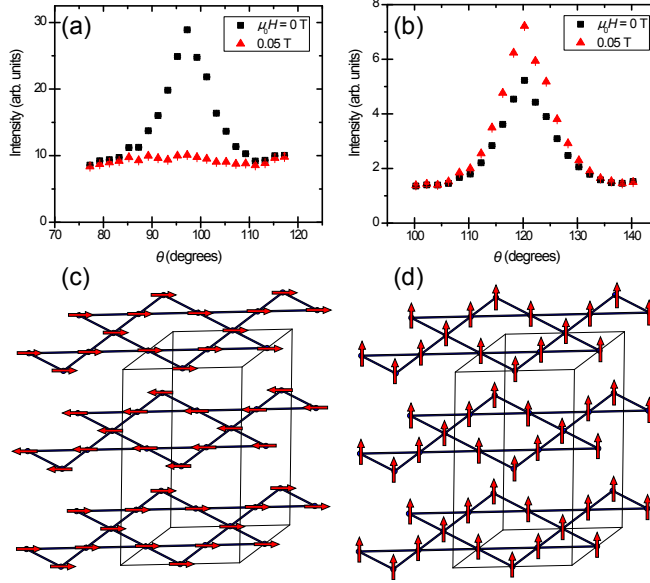 (a)
μ₀H = 0 T
0.05 T
Intensity (arb. units)
30
20
10
0
70 80 90 100 110 120
θ (degrees)
(b)
μ₀H = 0 T
0.05 T
Intensity (arb. units)
8
6
4
2
0
100 110 120 130 140
θ (degrees)
(c)
(d)